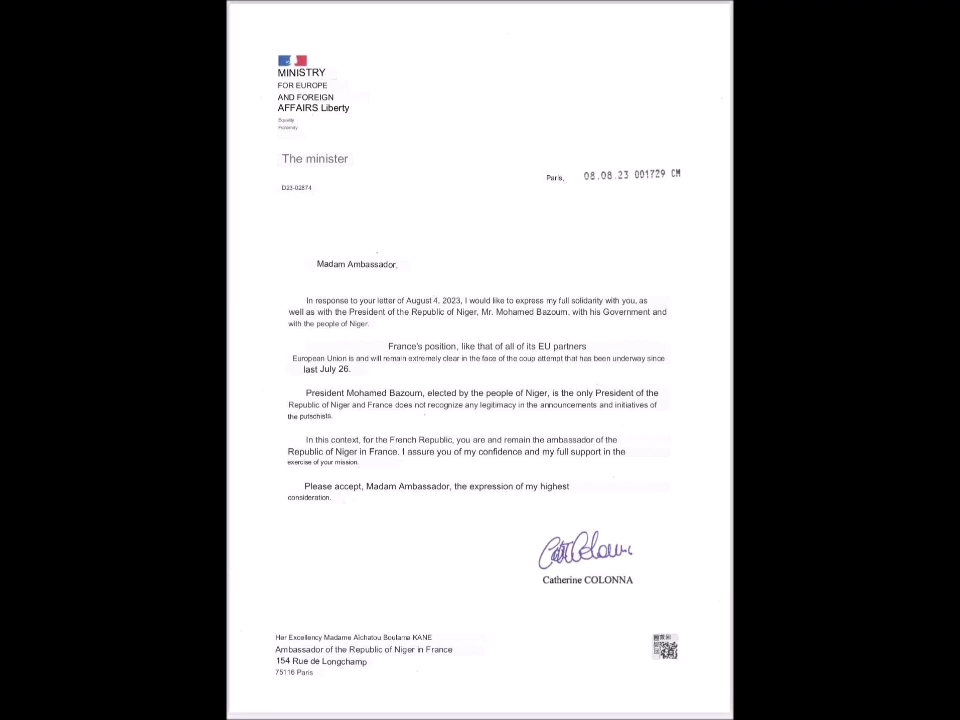 MINISTRY
FOR EUROPE
AND FOREIGN
AFFAIRS Liberty
Equality
Fraternity
The minister
Paris, 08.08.23 001729 CM
D23-02874
Madam Ambassador,
In response to your letter of August 4, 2023, I would like to express my full solidarity with you, as
well as with the President of the Republic of Niger, Mr. Mohamed Bazoum, with his Government and
with the people of Niger.
France's position, like that of all of its EU partners
European Union is and will remain extremely clear in the face of the coup attempt that has been underway since
last July 26.
President Mohamed Bazoum, elected by the people of Niger, is the only President of the
Republic of Niger and France does not recognize any legitimacy in the announcements and initiatives of
the putschists.
In this context, for the French Republic, you are and remain the ambassador of the
Republic of Niger in France. I assure you of my confidence and my full support in the
exercise of your mission.
Please accept, Madam Ambassador, the expression of my highest
consideration.
Catherine COLONNA
Her Excellency Madame Aichatou Boulama KANE
Ambassador of the Republic of Niger in France
154 Rue de Longchamp
75116 Paris